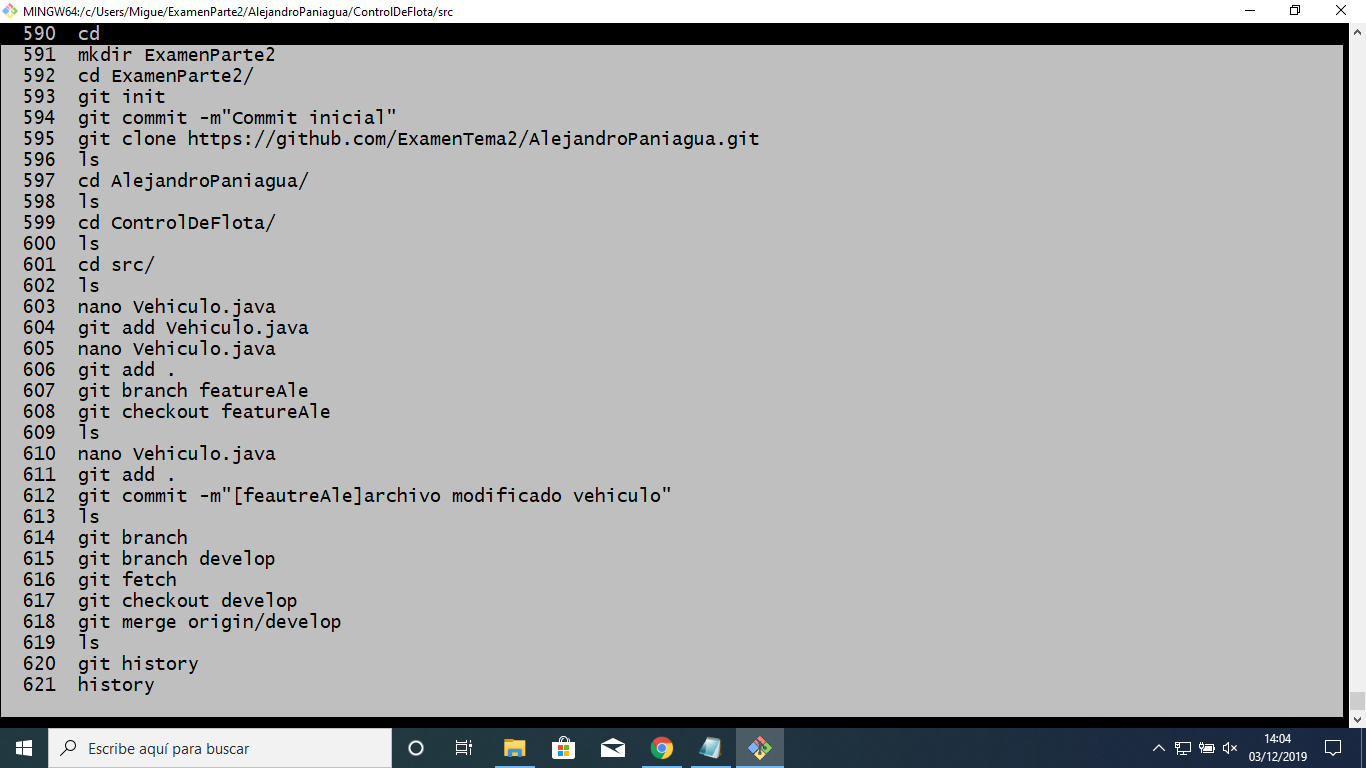 MINGW64:/c/Users/Migue/ExamenParte2/AlejandroPaniagua/ControlDeFlota/src
590 cd
591 mkdir ExamenParte2
592 cd ExamenParte2/
593 git init
594 git commit -m"Commit inicial"
595 git clone https://github.com/ExamenTema2/AlejandroPaniagua.git
596 ls
597 cd AlejandroPaniagua/
598 ls
599 cd ControlDeFlota/
600 ls
601 cd src/
602 ls
603 nano Vehiculo.java
604 git add Vehiculo.java
605 nano Vehiculo.java
606 git add .
607 git branch featureAle
608 git checkout featureAle
609 ls
610 nano Vehiculo.java
611 git add .
612 git commit -m"[feautreAle]archivo modificado vehiculo"
613 ls
614 git branch
615 git branch develop
616 git fetch
617 git checkout develop
618 git merge origin/develop
619 ls
620 git history
621 history
Escribe aquí para buscar
14:04
03/12/2019